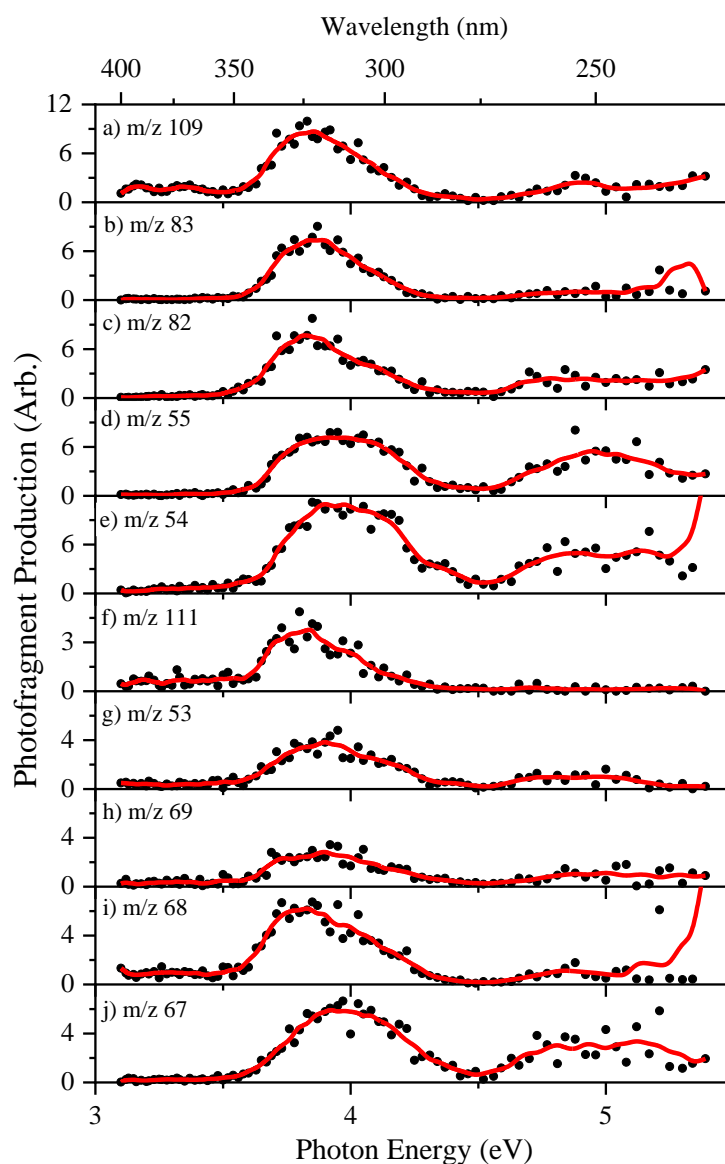 Wavelength (nm)
400 350 300 250
Photofragment Production (Arb.)
12
a) m/z 109
9
6
3
0
b) m/z 83
6
0
c) m/z 82
6
0
d) m/z 55
6
0
e) m/z 54
6
0
f) m/z 111
3
0
g) m/z 53
4
0
h) m/z 69
4
0
i) m/z 68
4
0
j) m/z 67
4
0
3 4 5
Photon Energy (eV)